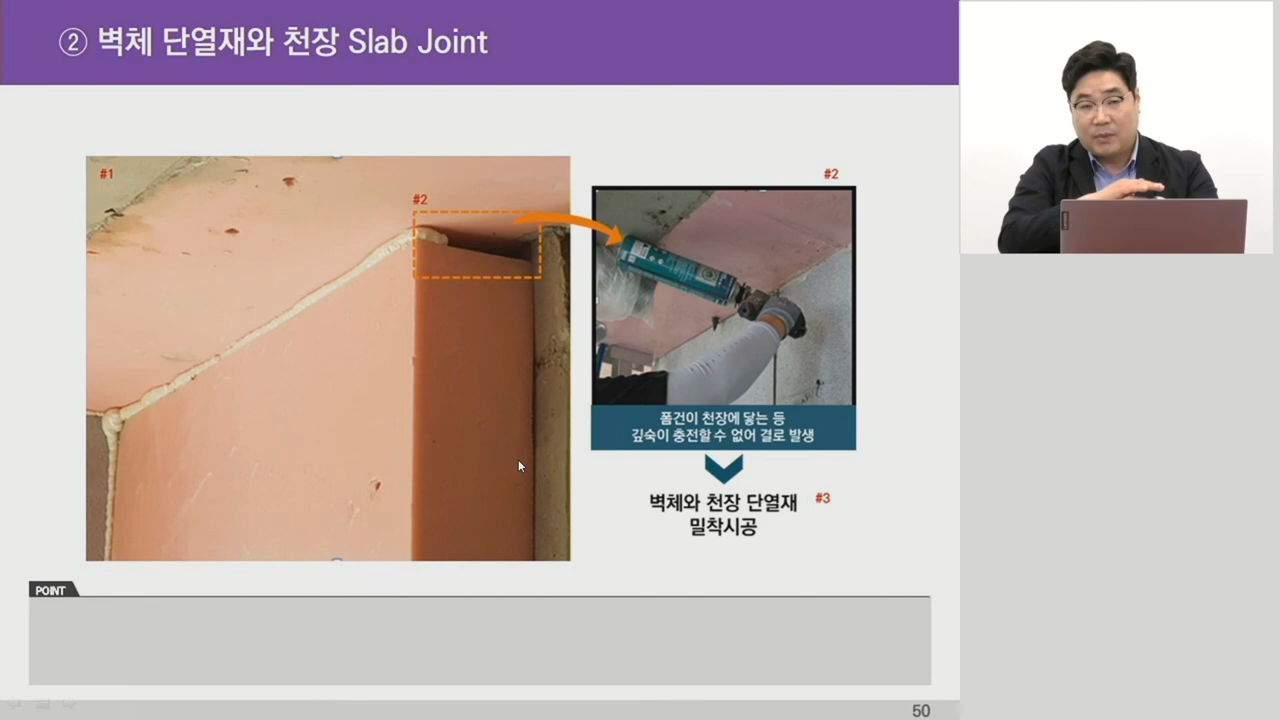 ② 벽체 단열재와 천장 Slab Joint
#1
#2
#2
폼건이 천장에 닿는 등
깊숙이 충전할 수 없어 결로 발생
벽체와 천장 단열재 #3
밀착시공
POINT
50